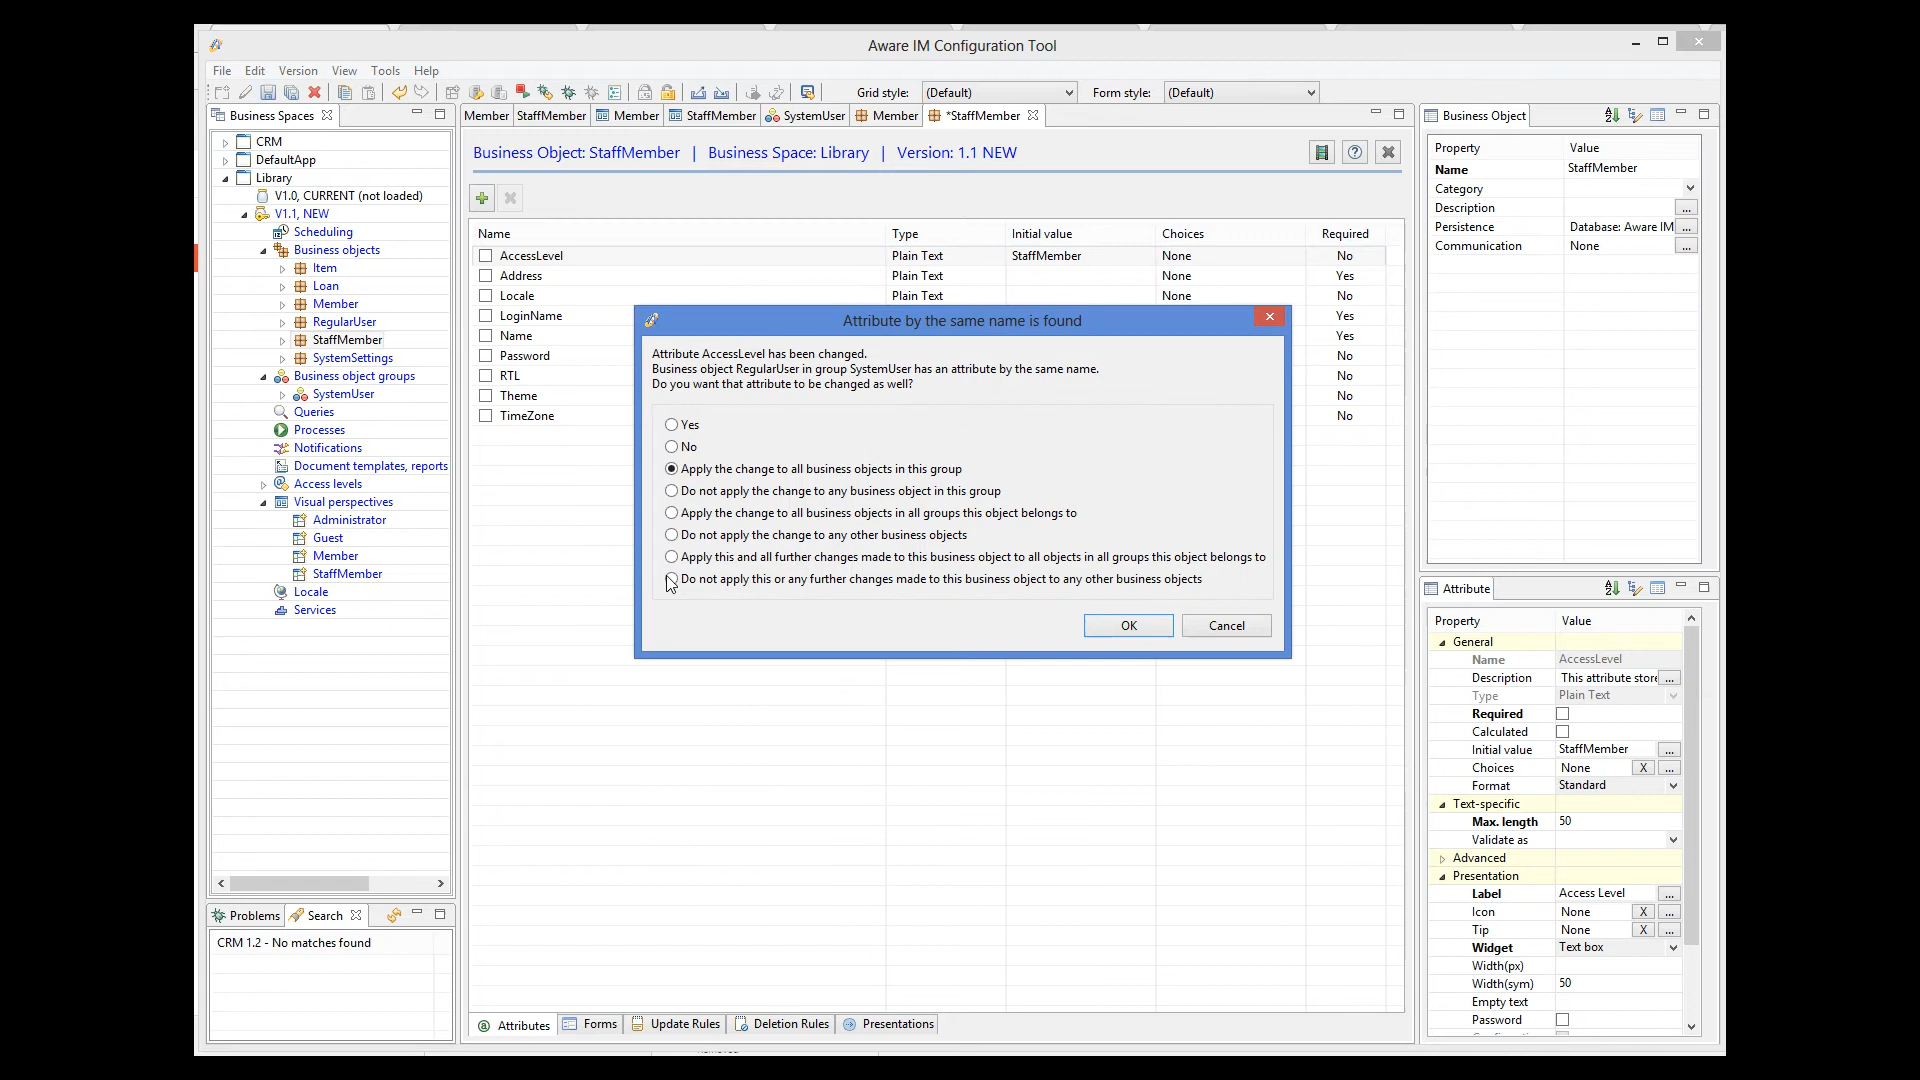 Aware IM Configuration Tool
File Edit Version View Tools Help
Grid style: (Default) Form style: (Default)
Business Spaces
Member StaffMember Member StaffMember SystemUser Member *StaffMember
Business Object
CRM
DefaultApp
Library
V1.0, CURRENT (not loaded)
V1.1, NEW
Scheduling
Business objects
Item
Loan
Member
RegularUser
StaffMember
SystemSettings
Business object groups
SystemUser
Queries
Processes
Notifications
Document templates, reports
Access levels
Visual perspectives
Administrator
Guest
Member
StaffMember
Locale
Services
Problems Search
CRM 1.2 - No matches found
Business Object: StaffMember | Business Space: Library | Version: 1.1 NEW
Name Type Initial value Choices Required
AccessLevel Plain Text StaffMember None No
Address Plain Text None Yes
Locale Plain Text None No
LoginName Yes
Name Yes
Password No
RTL No
Theme No
TimeZone No
Attribute by the same name is found
Attribute AccessLevel has been changed.
Business object RegularUser in group SystemUser has an attribute by the same name.
Do you want that attribute to be changed as well?
Yes
No
Apply the change to all business objects in this group
Do not apply the change to any business object in this group
Apply the change to all business objects in all groups this object belongs to
Do not apply the change to any other business objects
Apply this and all further changes made to this business object to all objects in all groups this object belongs to
Do not apply this or any further changes made to this business object to any other business objects
OK Cancel
Attributes Forms Update Rules Deletion Rules Presentations
Property Value
Name StaffMember
Category
Description ...
Persistence Database: Aware IM ...
Communication None ...
Attribute
Property Value
General
Name AccessLevel
Description This attribute store ...
Type Plain Text
Required
Calculated
Initial value StaffMember ...
Choices None X ...
Format Standard
Text-specific
Max. length 50
Validate as
Advanced
Presentation
Label Access Level ...
Icon None X ...
Tip None X ...
Widget Text box
Width(px)
Width(sym) 50
Empty text
Password